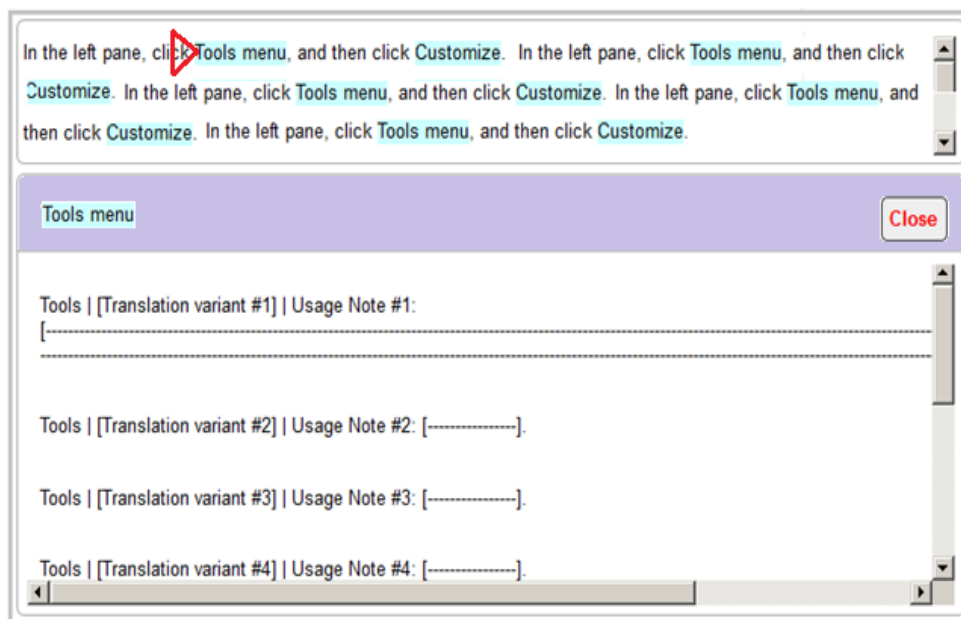 In the left pane, click Tools menu, and then click Customize. In the left pane, click Tools menu, and then click
Customize. In the left pane, click Tools menu, and then click Customize. In the left pane, click Tools menu, and
then click Customize. In the left pane, click Tools menu, and then click Customize.
Tools menu
Close
Tools | [Translation variant #1] | Usage Note #1:
[----------------------------------------------------------------------------------------------------
----------------------------------------------------------------------------------------------------
Tools | [Translation variant #2] | Usage Note #2: [----------------].
Tools | [Translation variant #3] | Usage Note #3: [----------------].
Tools | [Translation variant #4] | Usage Note #4: [----------------].